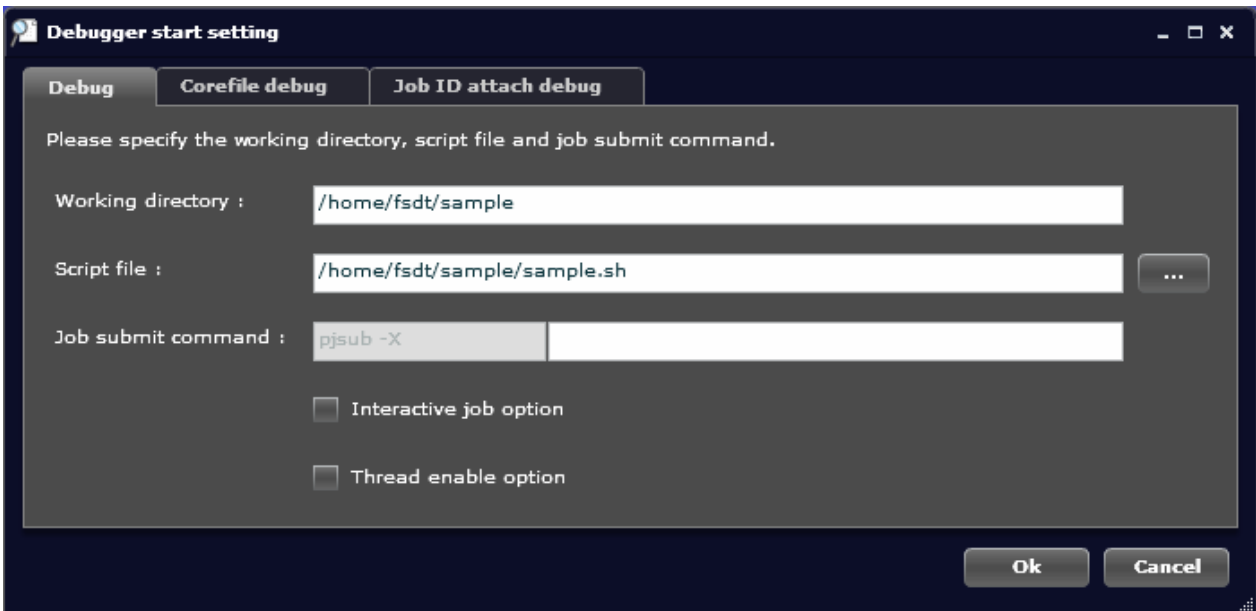 Debugger start setting
Debug Corefile debug Job ID attach debug
Please specify the working directory, script file and job submit command.
Working directory : /home/fsdt/sample
Script file : /home/fsdt/sample/sample.sh ...
Job submit command : pjsub -X
Interactive job option
Thread enable option
Ok Cancel